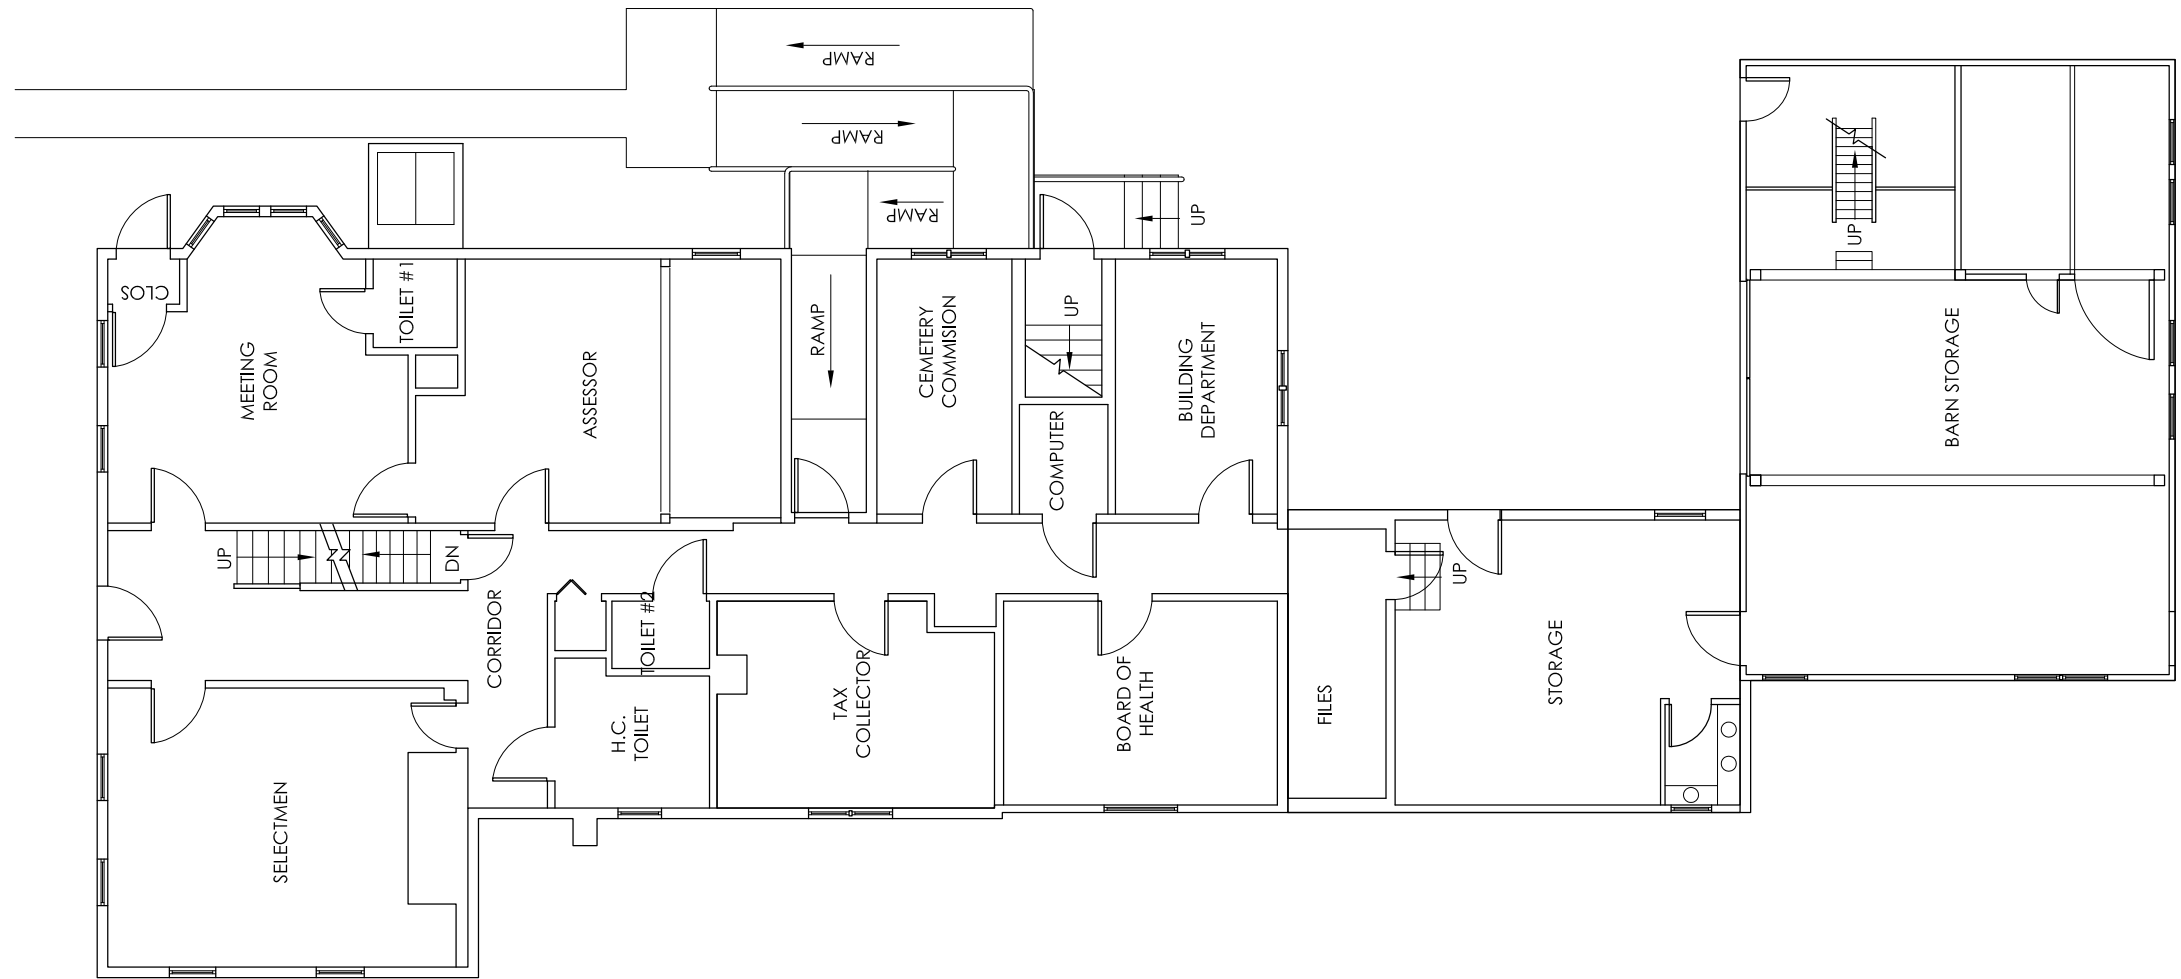 RAMP
RAMP
RAMP
UP
CLOS
TOILET #1
MEETING
ROOM
ASSESSOR
RAMP
CEMETERY
COMMISION
UP
COMPUTER
BUILDING
DEPARTMENT
UP
BARN STORAGE
UP
DN
CORRIDOR
TOILET #2
UP
SELECTMEN
H.C.
TOILET
TAX
COLLECTOR
BOARD OF
HEALTH
FILES
STORAGE